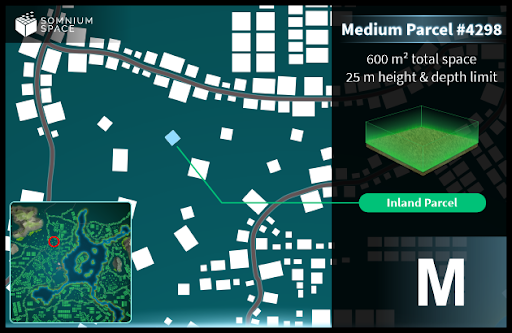 SOMNIUM
SPACE
Medium Parcel #4298
600 m² total space
25 m height & depth limit
Inland Parcel
M